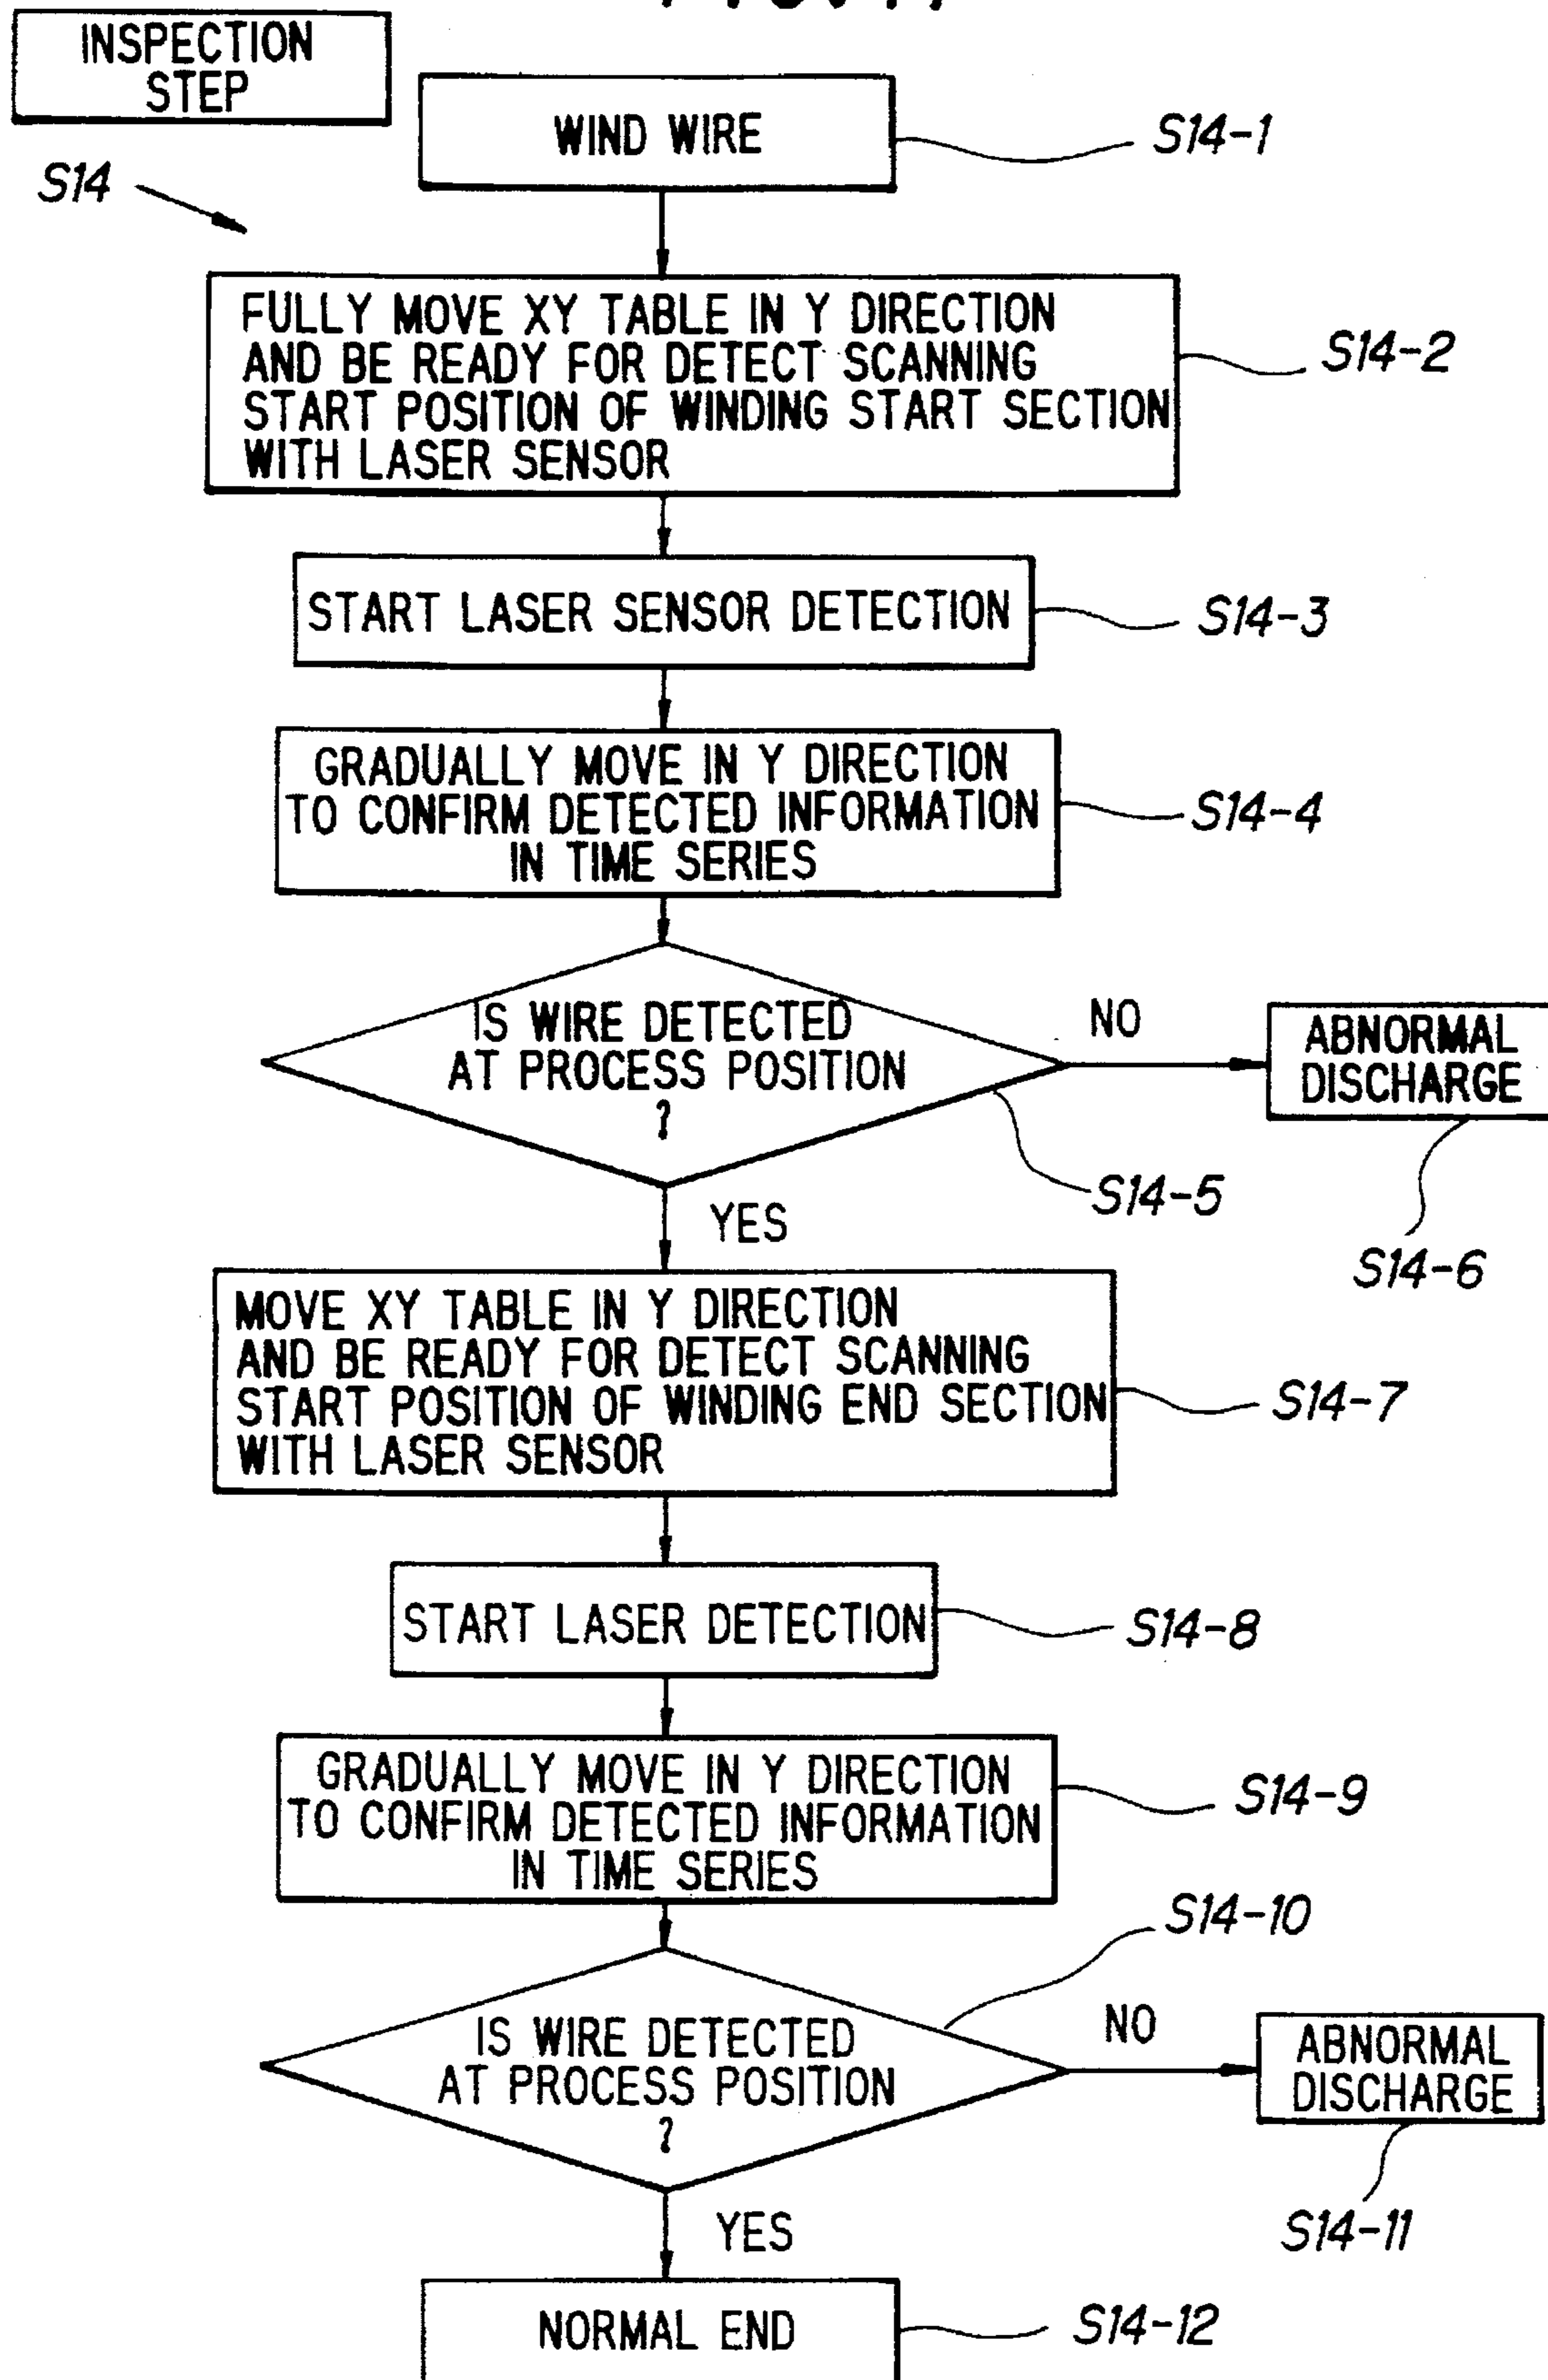 INSPECTION
STEP
S14
WIND WIRE
S14-1
FULLY MOVE XY TABLE IN Y DIRECTION
AND BE READY FOR DETECT SCANNING
START POSITION OF WINDING START SECTION
WITH LASER SENSOR
S14-2
START LASER SENSOR DETECTION
S14-3
GRADUALLY MOVE IN Y DIRECTION
TO CONFIRM DETECTED INFORMATION
IN TIME SERIES
S14-4
IS WIRE DETECTED
AT PROCESS POSITION
?
NO
ABNORMAL
DISCHARGE
S14-5
S14-6
YES
MOVE XY TABLE IN Y DIRECTION
AND BE READY FOR DETECT SCANNING
START POSITION OF WINDING END SECTION
WITH LASER SENSOR
S14-7
START LASER DETECTION
S14-8
GRADUALLY MOVE IN Y DIRECTION
TO CONFIRM DETECTED INFORMATION
IN TIME SERIES
S14-9
S14-10
IS WIRE DETECTED
AT PROCESS POSITION
?
NO
ABNORMAL
DISCHARGE
S14-11
YES
NORMAL END
S14-12